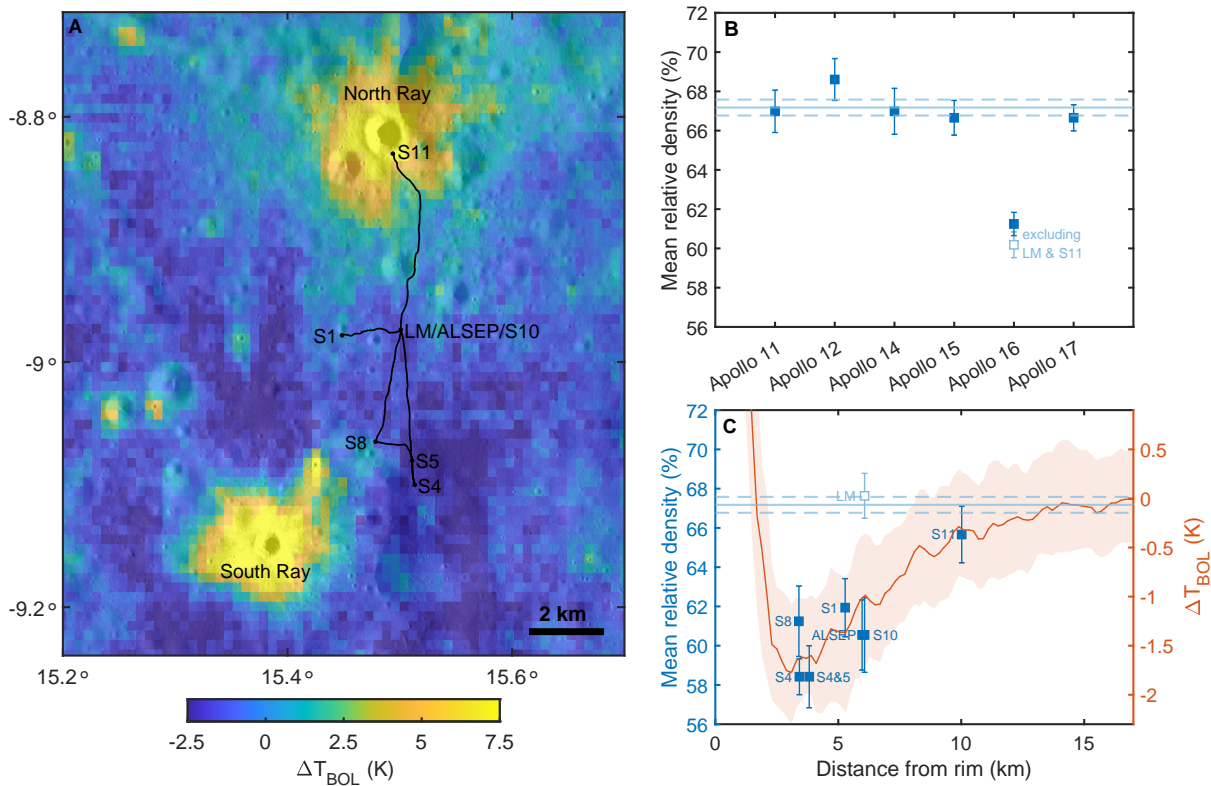 A
North Ray
S11
S1
LM/ALSEP/S10
S8
S5
S4
South Ray
2 km
-8.8°
-9°
-9.2°
15.2° 15.4° 15.6°
-2.5 0 2.5 5 7.5
ΔT_BOL (K)
B
Mean relative density (%)
72
70
68
66
64
62
60
58
56
excluding
LM & S11
Apollo 11 Apollo 12 Apollo 14 Apollo 15 Apollo 16 Apollo 17
C
Mean relative density (%)
72
70
68
66
64
62
60
58
56
LM
S11
S8
S1
ALSEP
S10
S4
S4&5
0.5
0
-0.5
-1
-1.5
-2
ΔT_BOL (K)
0 5 10 15
Distance from rim (km)